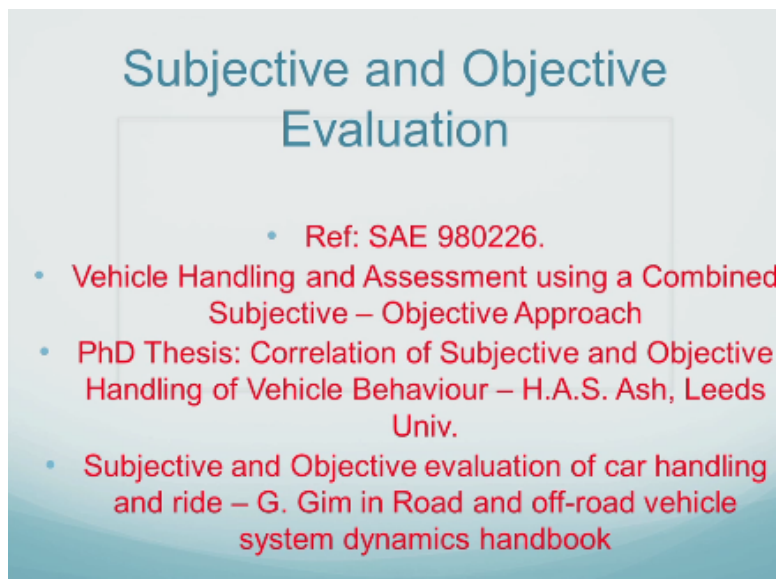 Subjective and Objective
Evaluation
• Ref: SAE 980226.
• Vehicle Handling and Assessment using a Combined
Subjective – Objective Approach
• PhD Thesis: Correlation of Subjective and Objective
Handling of Vehicle Behaviour – H.A.S. Ash, Leeds
Univ.
• Subjective and Objective evaluation of car handling
and ride – G. Gim in Road and off-road vehicle
system dynamics handbook